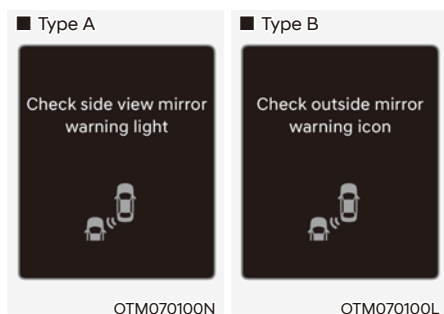 ■ Type A
Check side view mirror
warning light
OTM070100N
■ Type B
Check outside mirror
warning icon
OTM070100L